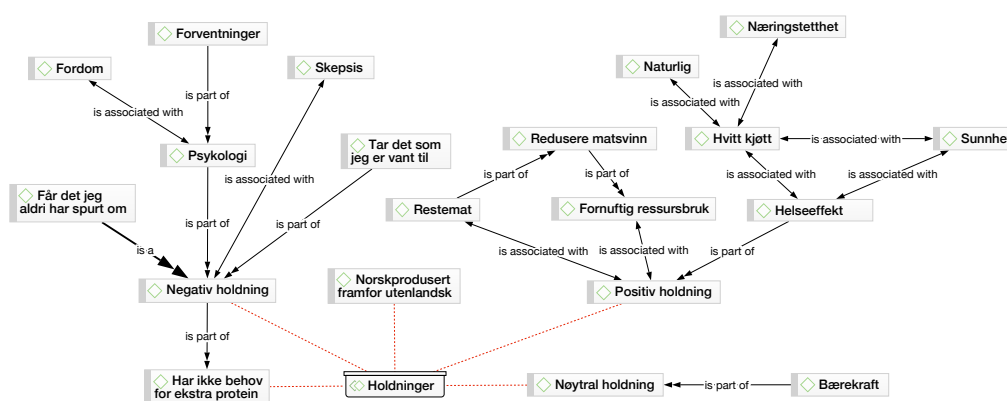 Næringstetthet
Forventninger
Fordom
Skepsis
Naturlig
is part of
is associated with
is associated with
is associated with
Redusere matsvinn
Hvitt kjøtt
is associated with
Sunnhe
Tar det som
jeg er vant til
Psykologi
is part of
is part of
is associated with
is associated with
is associated with
Får det jeg
aldri har spurt om
Restemat
Fornuftig ressursbruk
Helseeffekt
is part of
is part of
is a
is associated with
is associated with
is part of
Negativ holdning
Norskprodusert
framfor utenlandsk
Positiv holdning
is part of
Har ikke behov
for ekstra protein
Holdninger
Nøytral holdning
is part of
Bærekraft